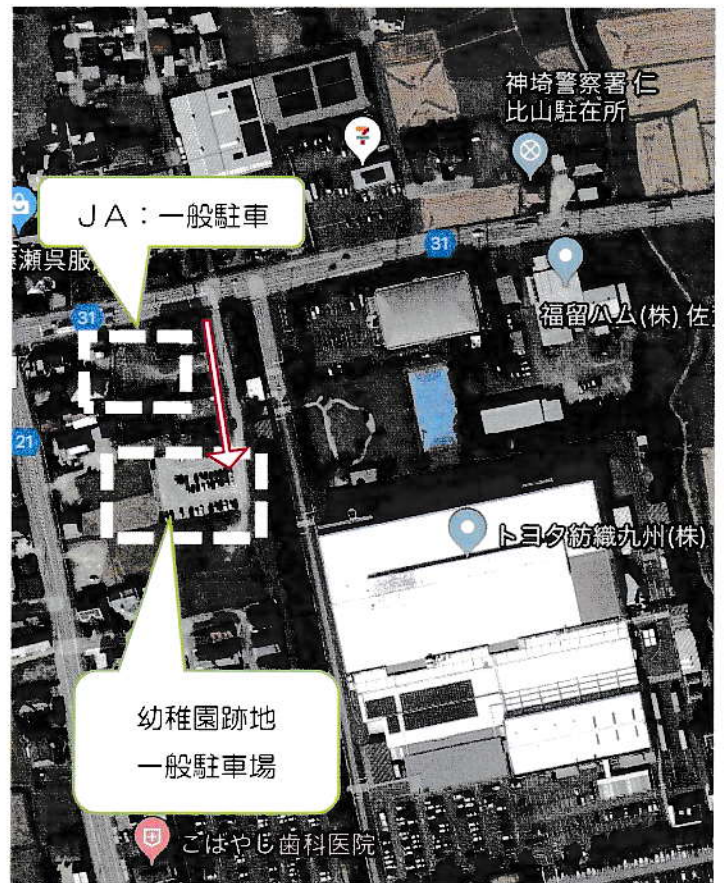 神埼警察署 仁
比山駐在所
JA：一般駐車
31
瀬呉服
31
福留ハム(株) 佐
21
トヨタ紡織九州(株)
幼稚園跡地
一般駐車場
こばやし歯科医院